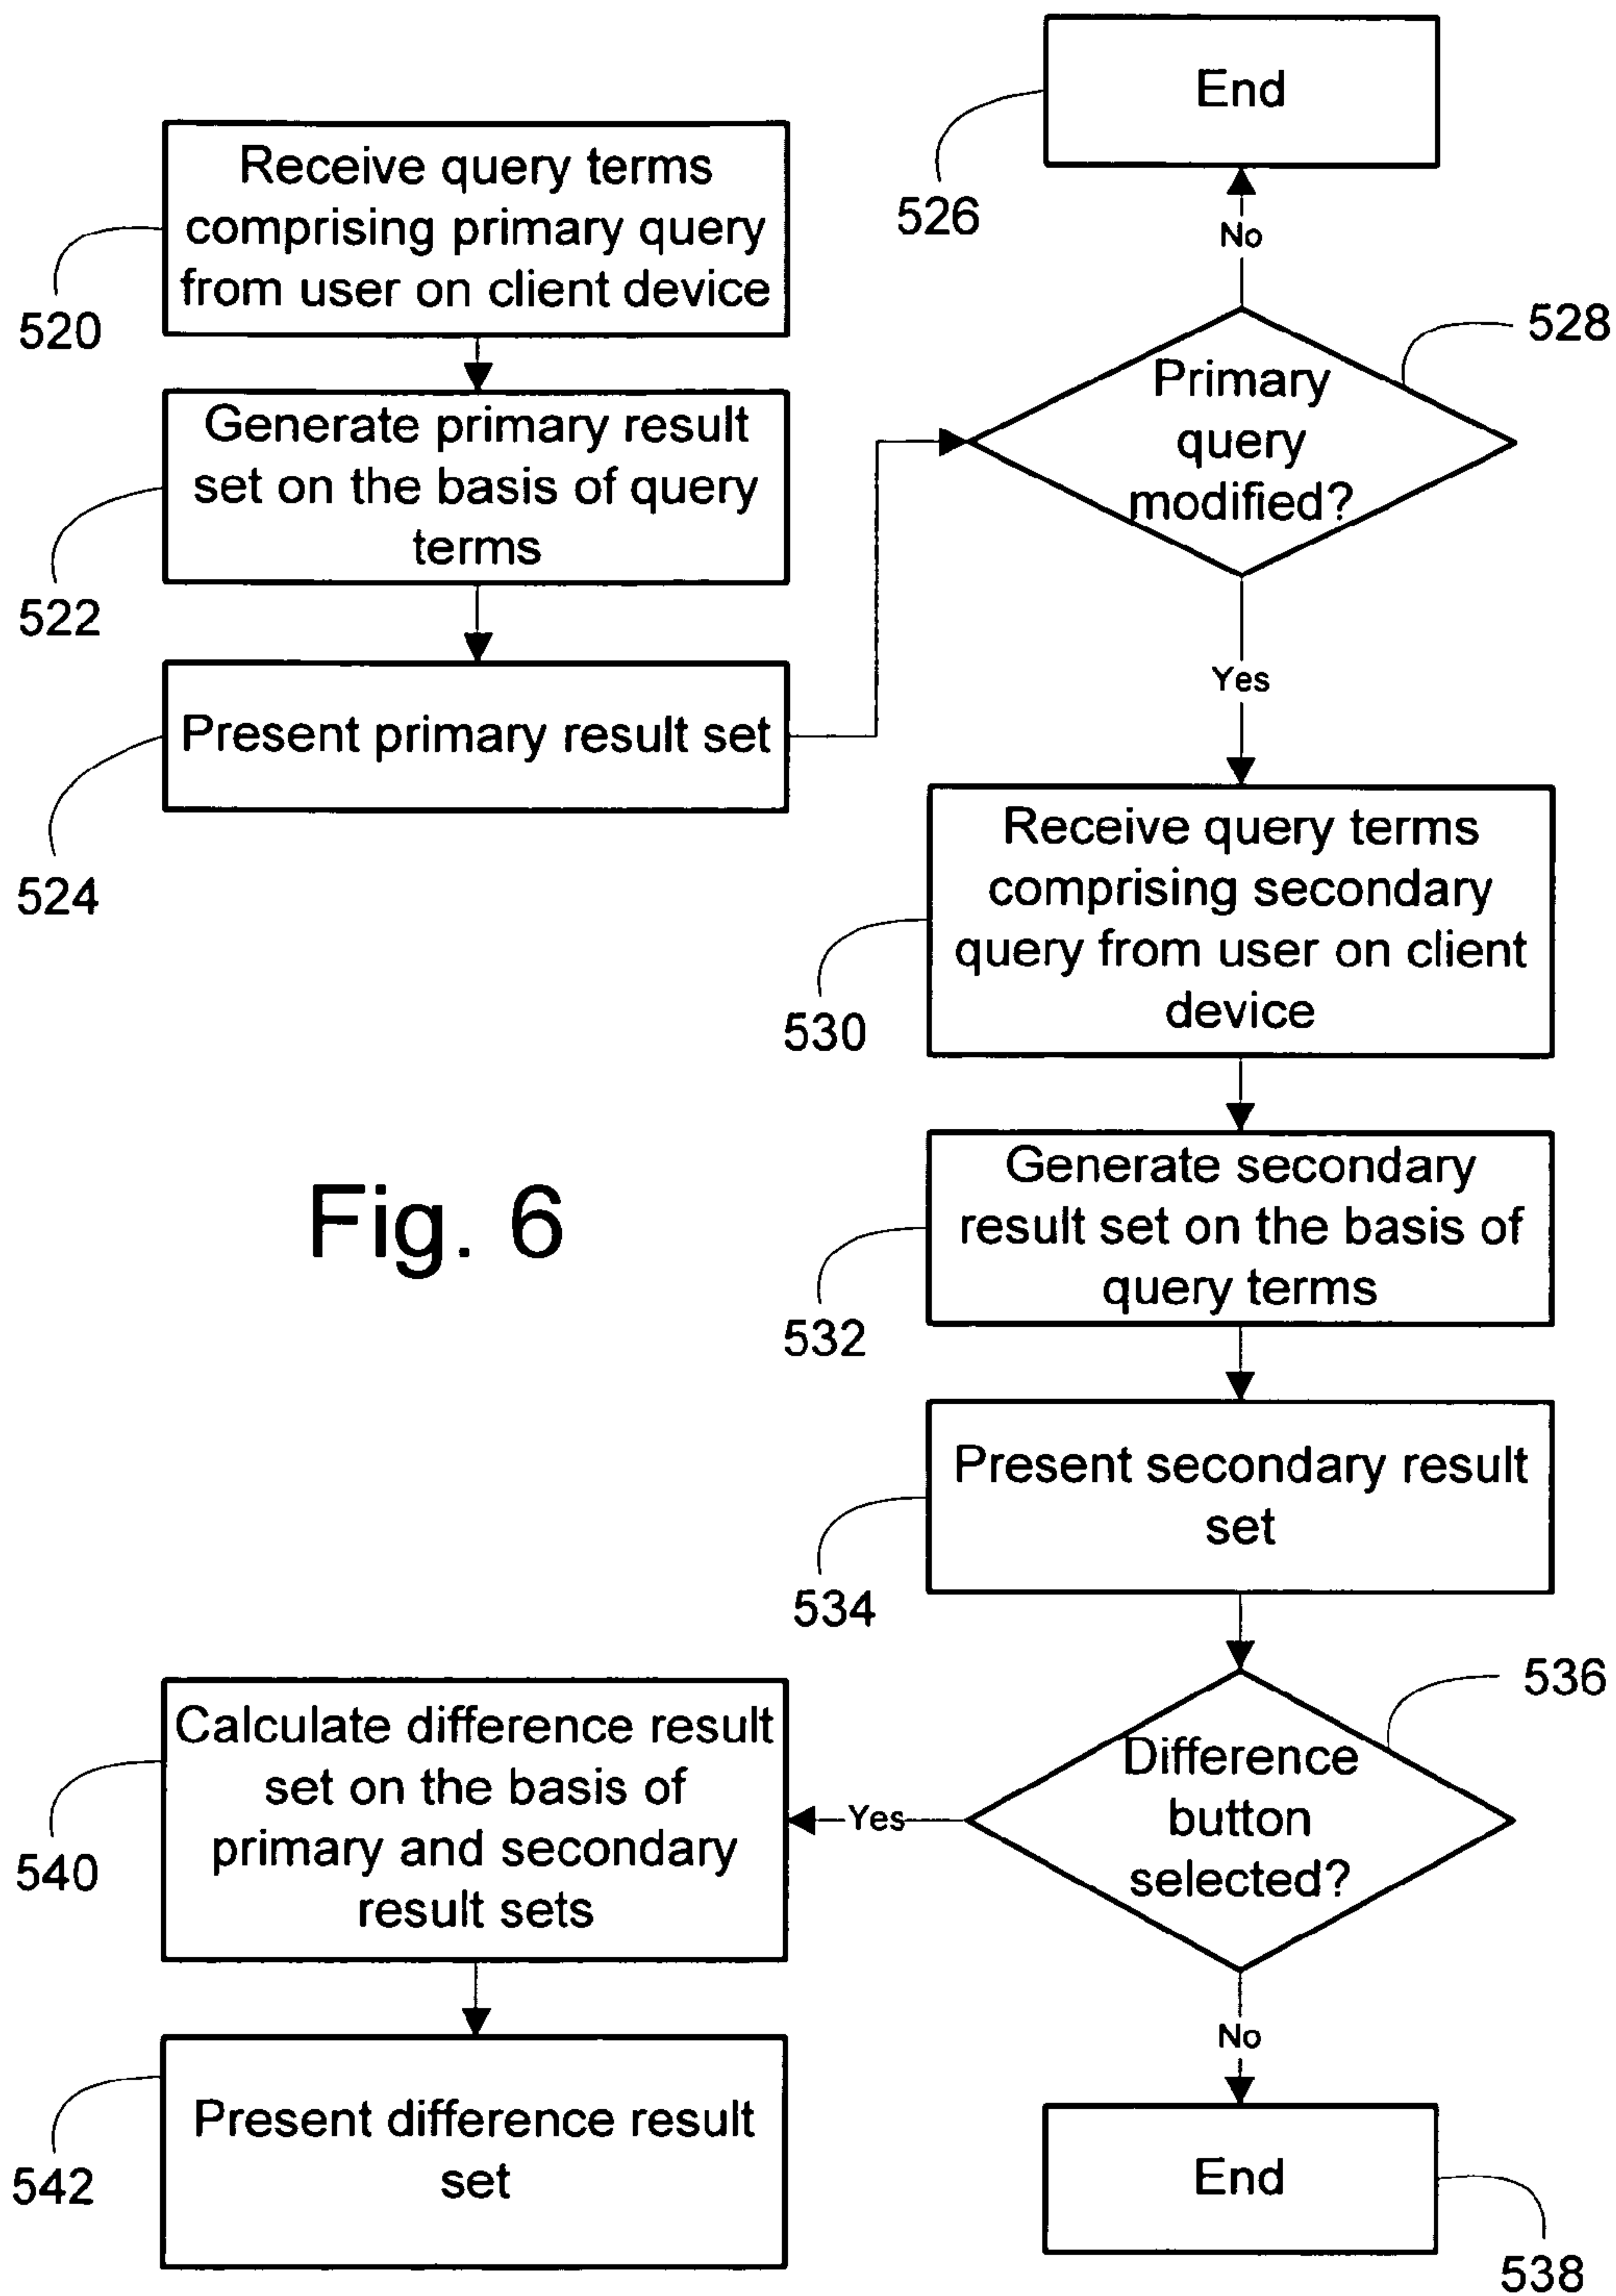 Receive query terms
comprising primary query
from user on client device
520
Generate primary result
set on the basis of query
terms
522
Present primary result set
524
End
526
No
Primary
query
modified?
528
Yes
Receive query terms
comprising secondary
query from user on client
device
530
Generate secondary
result set on the basis of
query terms
532
Fig. 6
Present secondary result
set
534
Difference
button
selected?
536
Yes
Calculate difference result
set on the basis of
primary and secondary
result sets
540
Present difference result
set
542
No
End
538